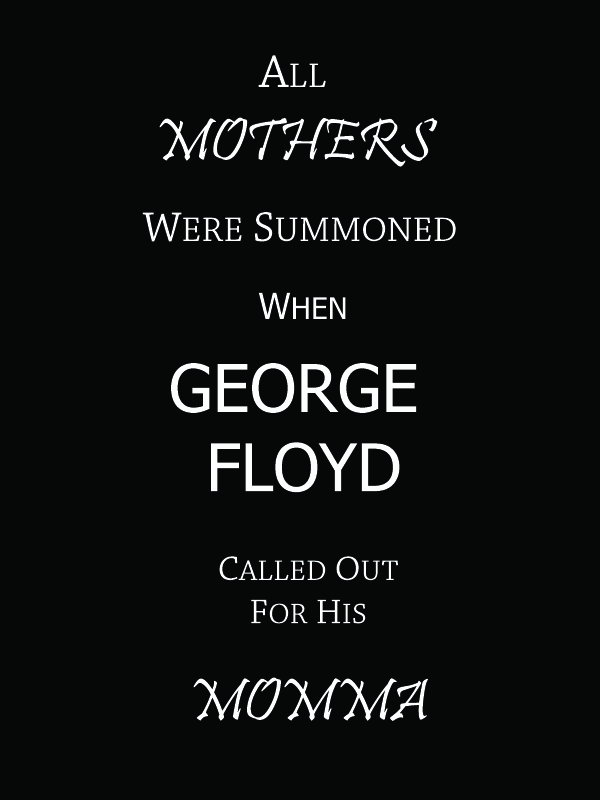 All
MOTHERS
Were Summoned
When
GEORGE
FLOYD
Called Out
For His
MOMMA